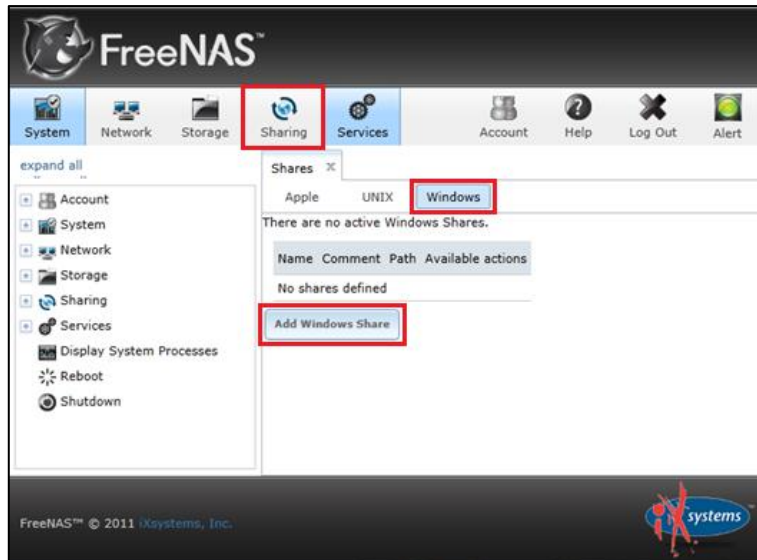 FreeNAS™
System Network Storage Sharing Services Account Help Log Out Alert
expand all
Account
System
Network
Storage
Sharing
Services
Display System Processes
Reboot
Shutdown
Shares X
Apple UNIX Windows
There are no active Windows Shares.
Name Comment Path Available actions
No shares defined
Add Windows Share
FreeNAS™ © 2011 iXsystems, Inc.
iX systems